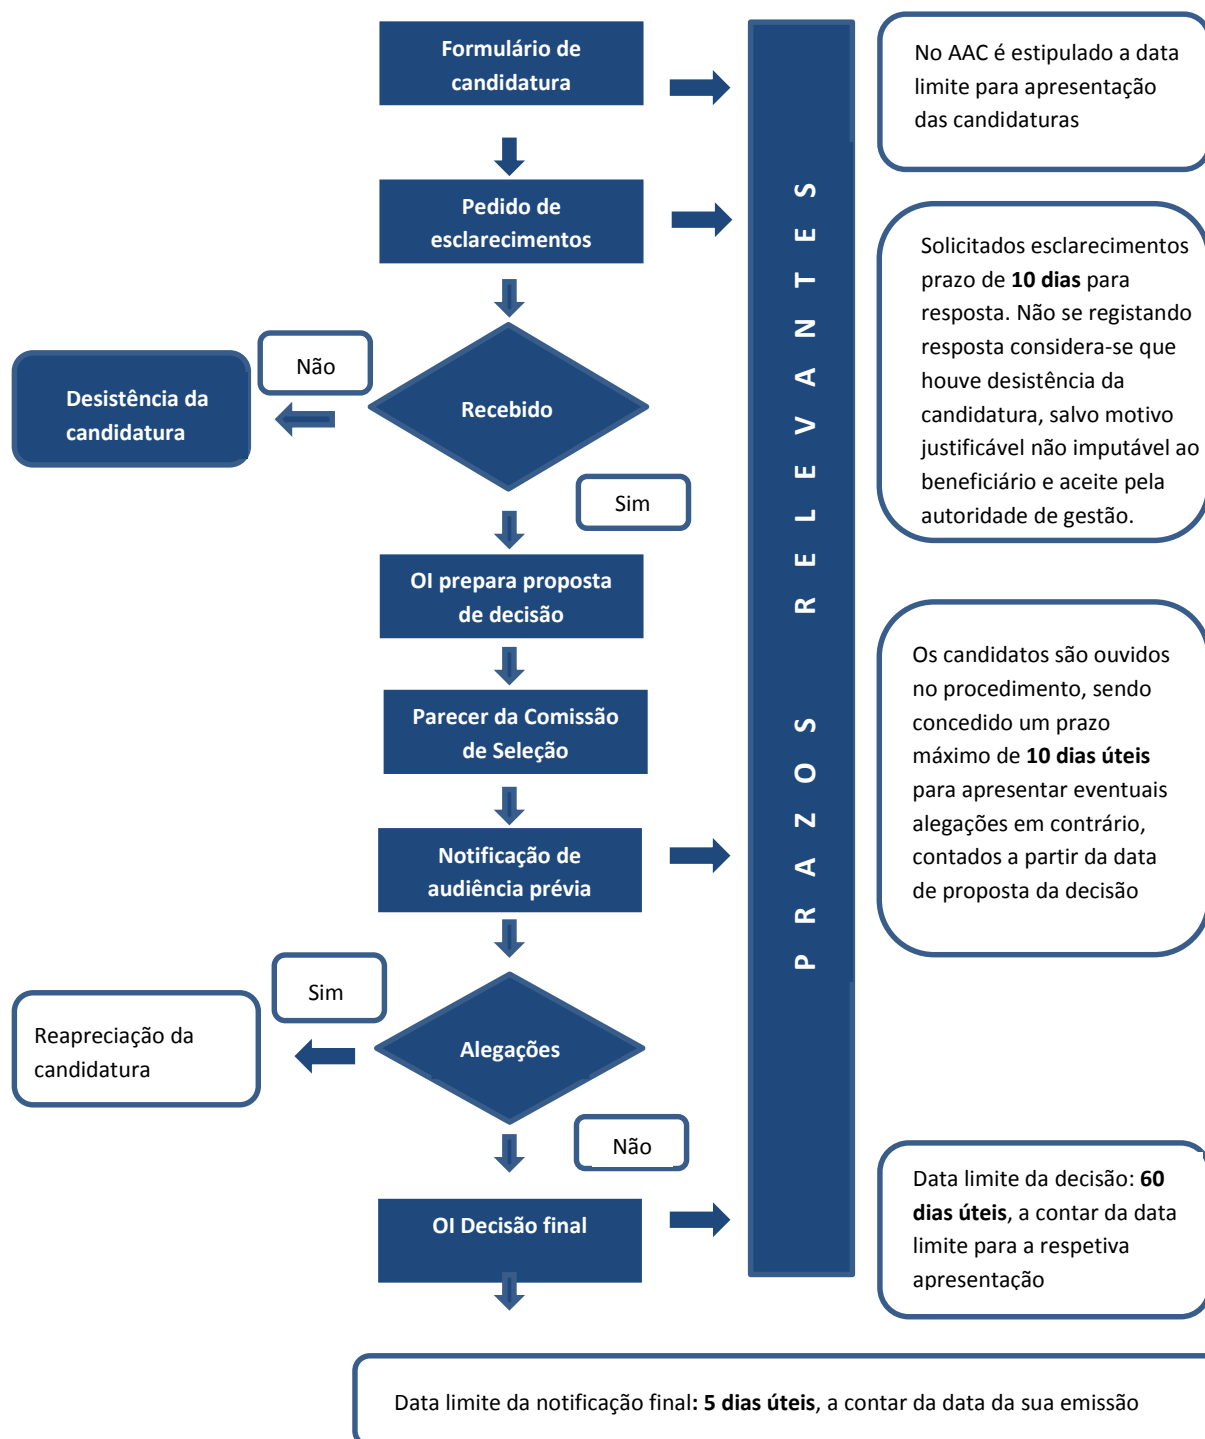 Formulário de
candidatura
No AAC é estipulado a data
limite para apresentação
das candidaturas
Pedido de
esclarecimentos
Solicitados esclarecimentos
prazo de 10 dias para
resposta. Não se registando
resposta considera-se que
houve desistência da
candidatura, salvo motivo
justificável não imputável ao
beneficiário e aceite pela
autoridade de gestão.
Não
Desistência da
candidatura
Recebido
Sim
OI prepara proposta
de decisão
Parecer da Comissão
de Seleção
Os candidatos são ouvidos
no procedimento, sendo
concedido um prazo
máximo de 10 dias úteis
para apresentar eventuais
alegações em contrário,
contados a partir da data
de proposta da decisão
Notificação de
audiência prévia
Sim
Reapreciação da
candidatura
Alegações
Não
OI Decisão final
Data limite da decisão: 60
dias úteis, a contar da data
limite para a respetiva
apresentação
PRAZOS RELEVANTES
Data limite da notificação final: 5 dias úteis, a contar da data da sua emissão